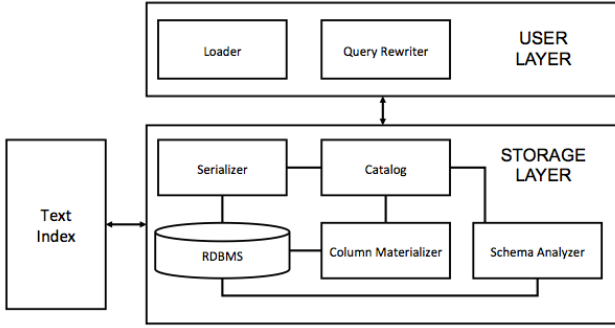 Loader
Query Rewriter
USER
LAYER
Serializer
Catalog
STORAGE
LAYER
Text
Index
RDBMS
Column Materializer
Schema Analyzer